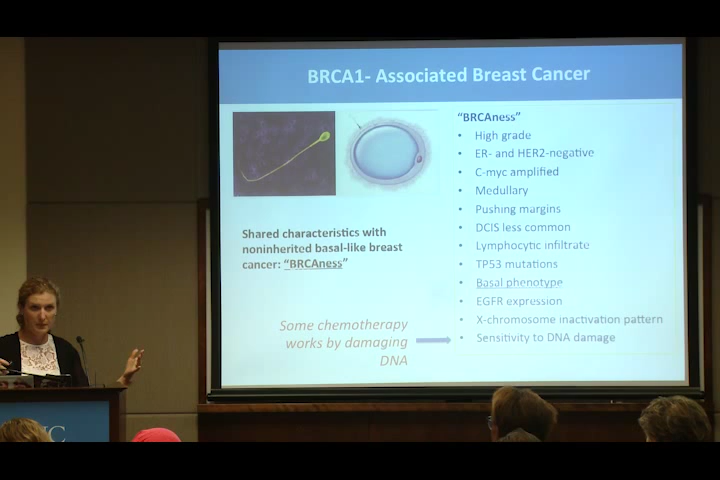 BRCA1- Associated Breast Cancer
"BRCAness"
• High grade
• ER- and HER2-negative
• C-myc amplified
• Medullary
• Pushing margins
• DCIS less common
• Lymphocytic infiltrate
• TP53 mutations
• Basal phenotype
• EGFR expression
• X-chromosome inactivation pattern
• Sensitivity to DNA damage
Shared characteristics with
noninherited basal-like breast
cancer: "BRCAness"
Some chemotherapy
works by damaging
DNA